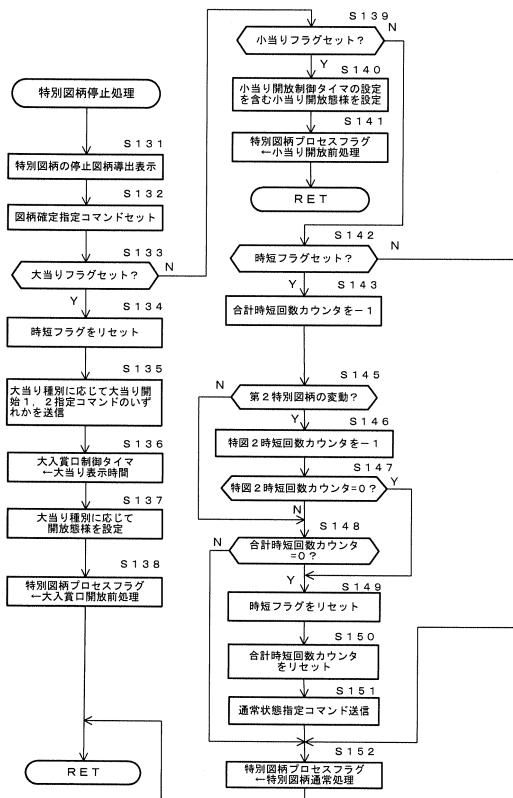 特別図柄停止処理
S131
特別図柄の停止図柄導出表示
S132
図柄確定指定コマンドセット
S133
大当りフラグセット？
N
Y
S134
時短フラグをリセット
S135
大当り種別に応じて大当り開
始1，2指定コマンドのいず
れかを送信
S136
大入賞口制御タイマ
←大当り表示時間
S137
大当り種別に応じて
開放態様を設定
S138
特別図柄プロセスフラグ
←大入賞口開放前処理
RET
S139
小当りフラグセット？
N
Y
S140
小当り開放制御タイマの設定
を含む小当り開放態様を設定
S141
特別図柄プロセスフラグ
←小当り開放前処理
RET
S142
時短フラグセット？
N
Y
S143
合計時短回数カウンタを－1
S145
N
第2特別図柄の変動？
Y
S146
特図2時短回数カウンタを－1
S147
特図2時短回数カウンタ=0？
Y
N
S148
N
合計時短回数カウンタ
=0？
Y
S149
時短フラグをリセット
S150
合計時短回数カウンタ
をリセット
S151
通常状態指定コマンド送信
S152
特別図柄プロセスフラグ
←特別図柄通常処理